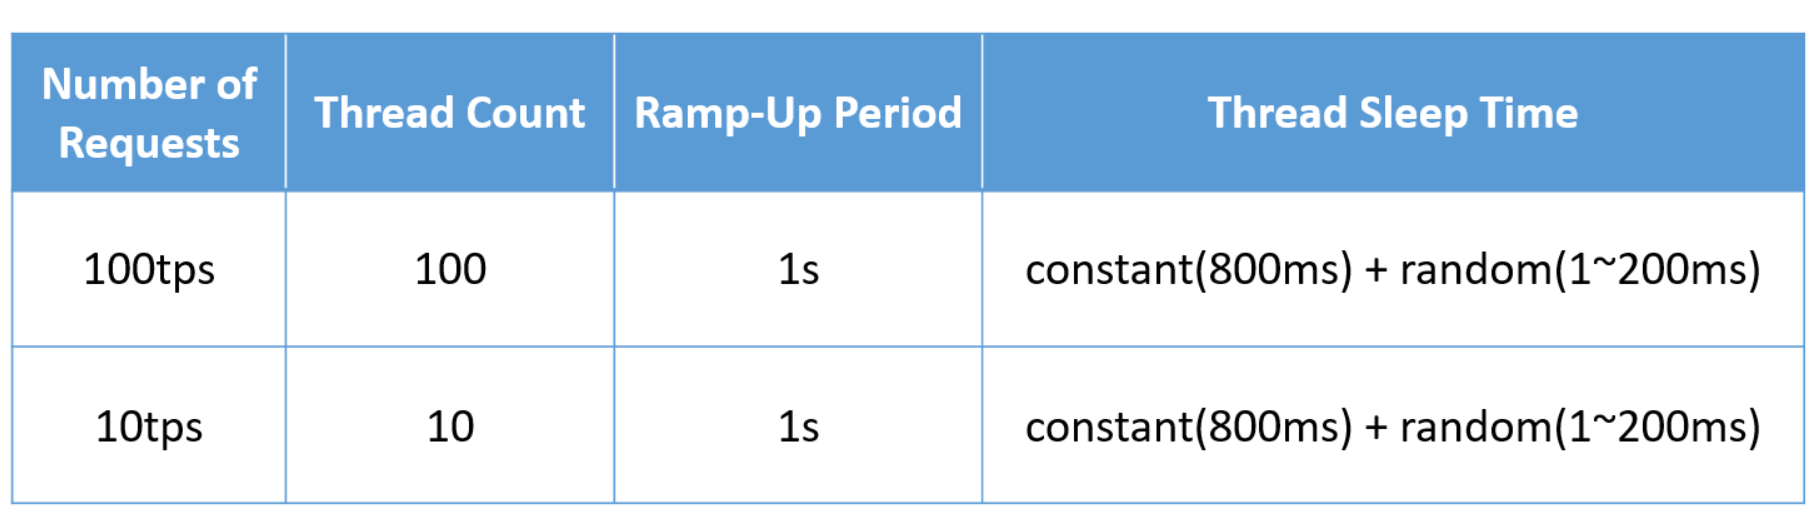 Number of
Requests
Thread Count
Ramp-Up Period
Thread Sleep Time
100tps
100
1s
constant(800ms) + random(1~200ms)
10tps
10
1s
constant(800ms) + random(1~200ms)